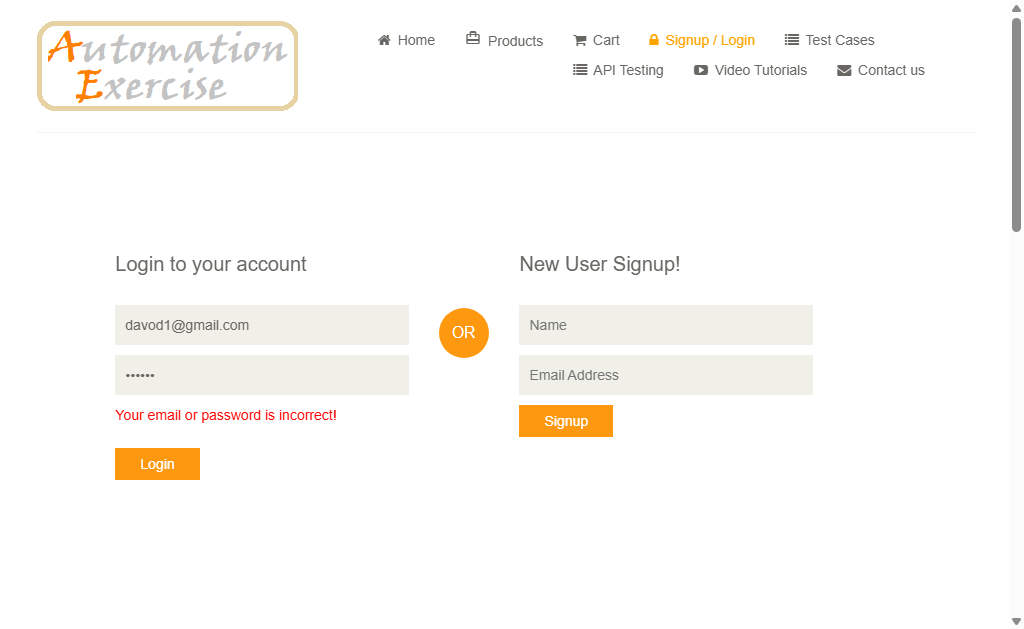 Automation
Exercise
Home
Products
Cart
Signup / Login
Test Cases
API Testing
Video Tutorials
Contact us
Login to your account
davod1@gmail.com
••••••
Your email or password is incorrect!
Login
OR
New User Signup!
Name
Email Address
Signup